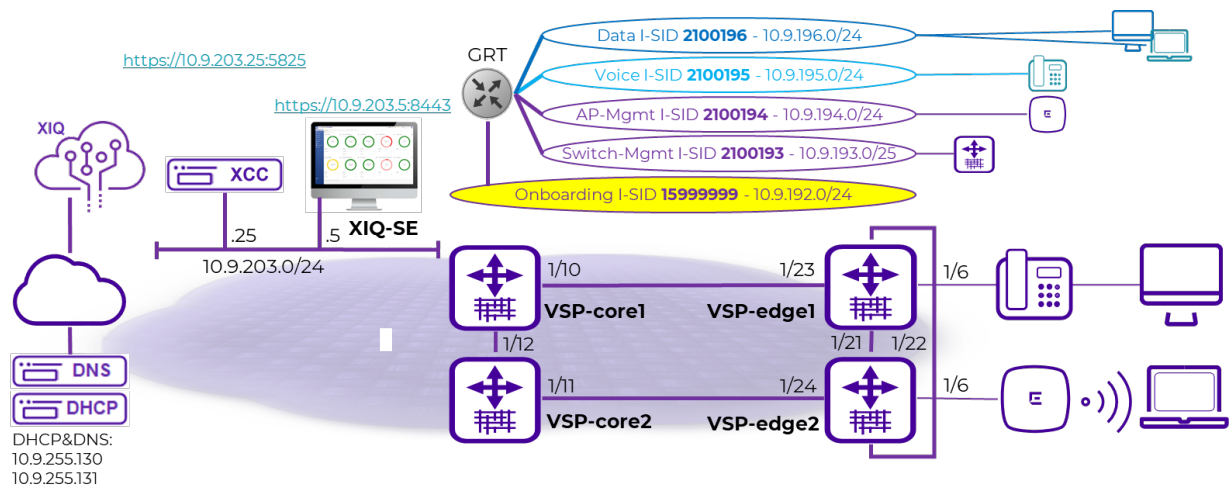 https://10.9.203.25:5825
https://10.9.203.5:8443
GRT
Data I-SID 2100196 - 10.9.196.0/24
Voice I-SID 2100195 - 10.9.195.0/24
AP-Mgmt I-SID 2100194 - 10.9.194.0/24
Switch-Mgmt I-SID 2100193 - 10.9.193.0/25
Onboarding I-SID 15999999 - 10.9.192.0/24
XIQ
XCC
XIQ-SE
.25
.5
10.9.203.0/24
1/10
1/23
1/6
VSP-core1
VSP-edge1
1/12
1/21
1/22
1/11
1/24
1/6
VSP-core2
VSP-edge2
DNS
DHCP
DHCP&DNS:
10.9.255.130
10.9.255.131
E
E